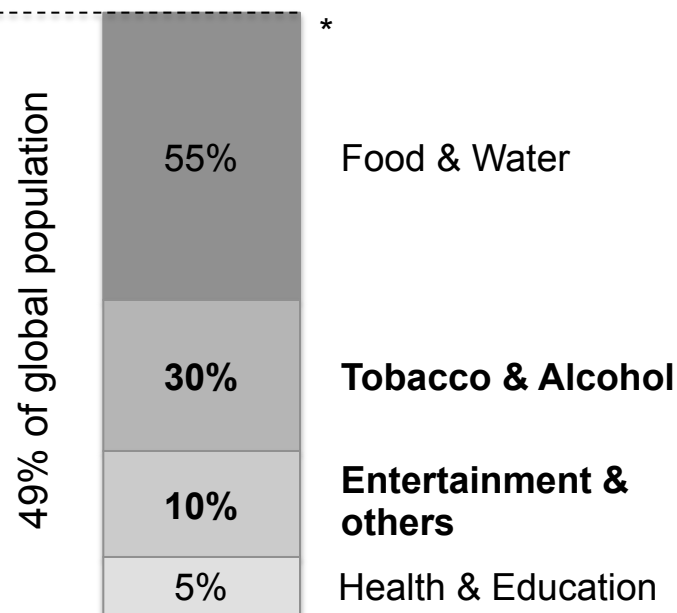 *
49% of global population
55%
Food & Water
30%
Tobacco & Alcohol
10%
Entertainment &
others
5%
Health & Education